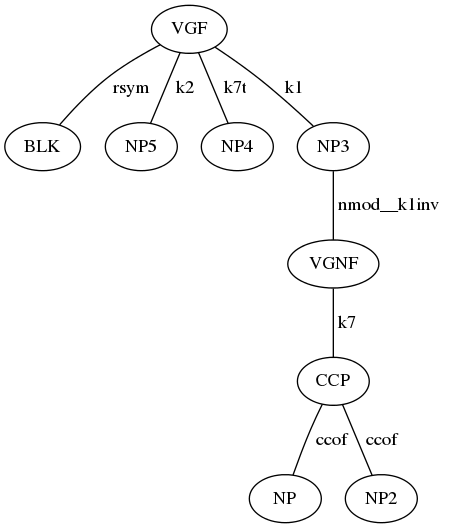 VGF
rsym k2 k7t k1
BLK NP5 NP4 NP3
nmod__k1inv
VGNF
k7
CCP
ccof ccof
NP NP2